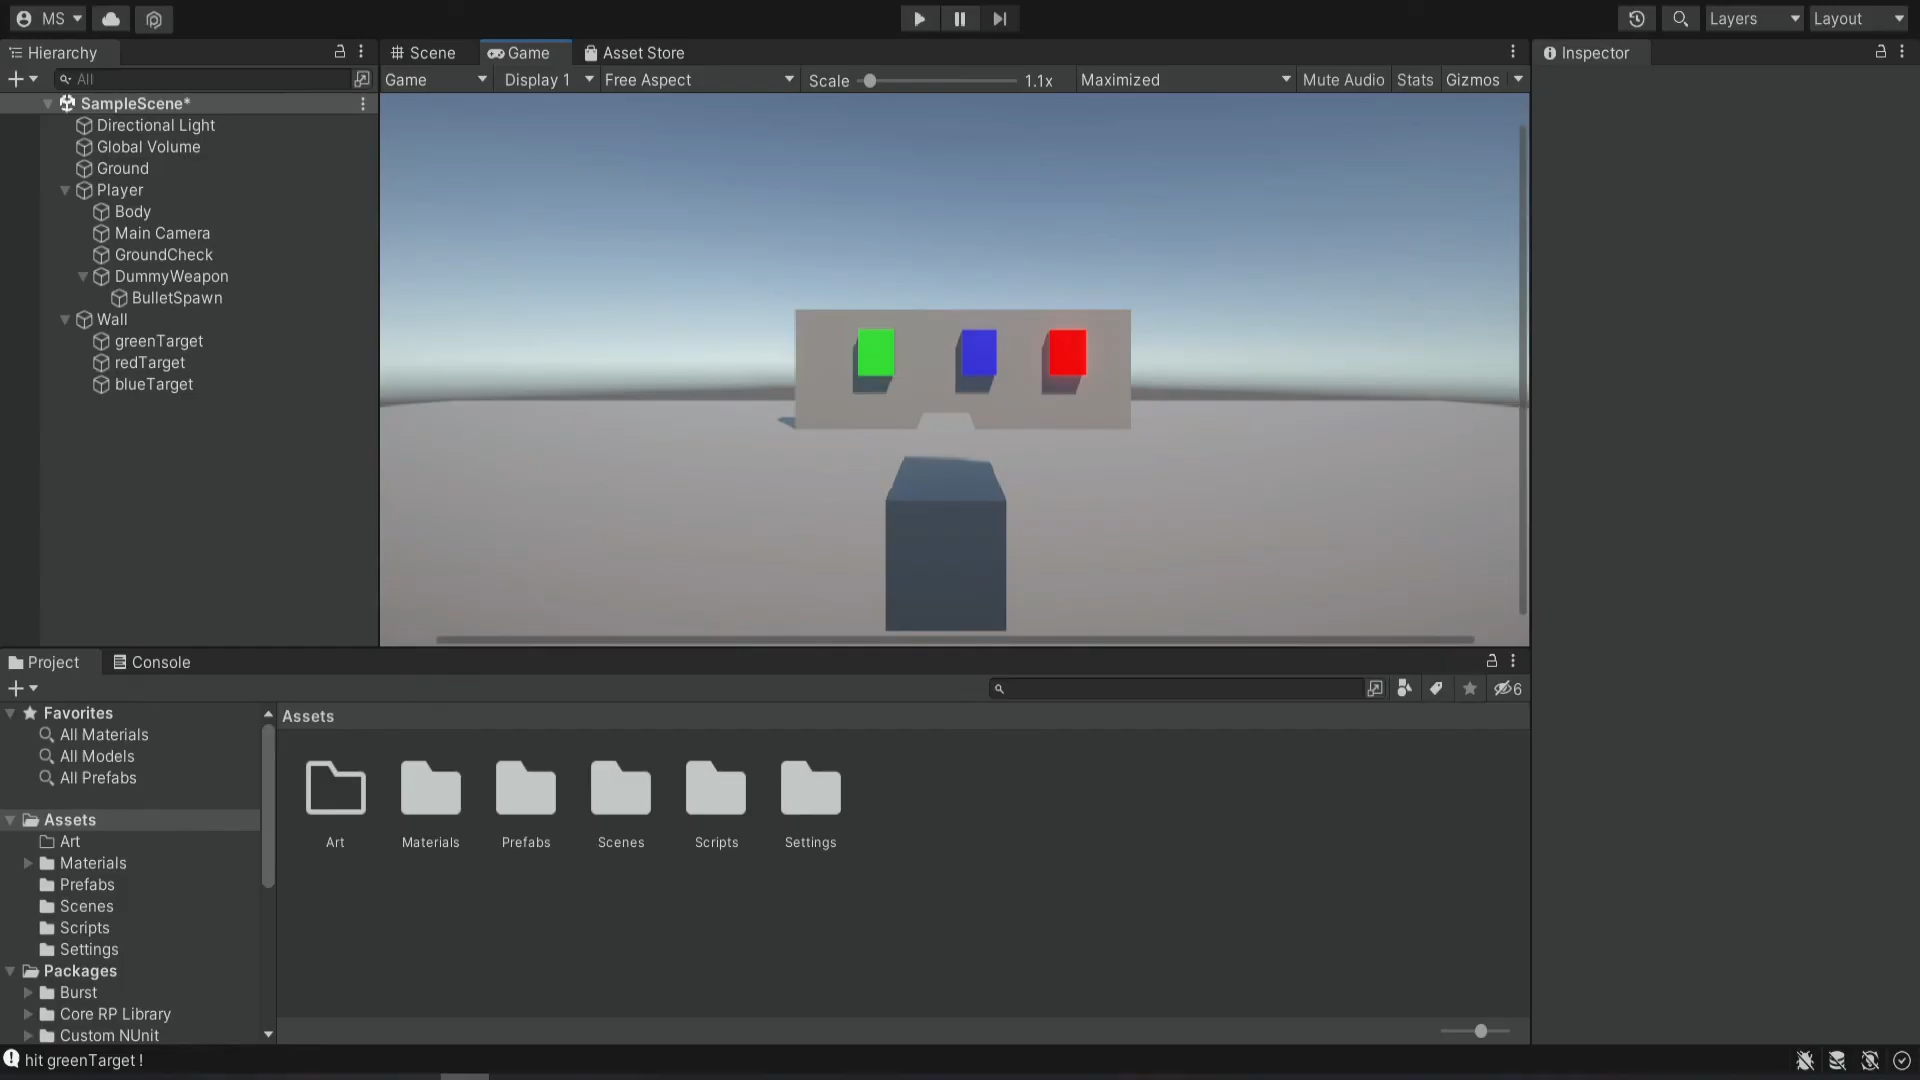 MS
Layers
Layout
Hierarchy
Scene
Game
Asset Store
Inspector
All
Game
Display 1
Free Aspect
Scale
1.1x
Maximized
Mute Audio
Stats
Gizmos
SampleScene*
Directional Light
Global Volume
Ground
Player
Body
Main Camera
GroundCheck
DummyWeapon
BulletSpawn
Wall
greenTarget
redTarget
blueTarget
Project
Console
6
Favorites
All Materials
All Models
All Prefabs
Assets
Art
Materials
Prefabs
Scenes
Scripts
Settings
Packages
Burst
Core RP Library
Custom NUnit
Assets
Art
Materials
Prefabs
Scenes
Scripts
Settings
hit greenTarget !